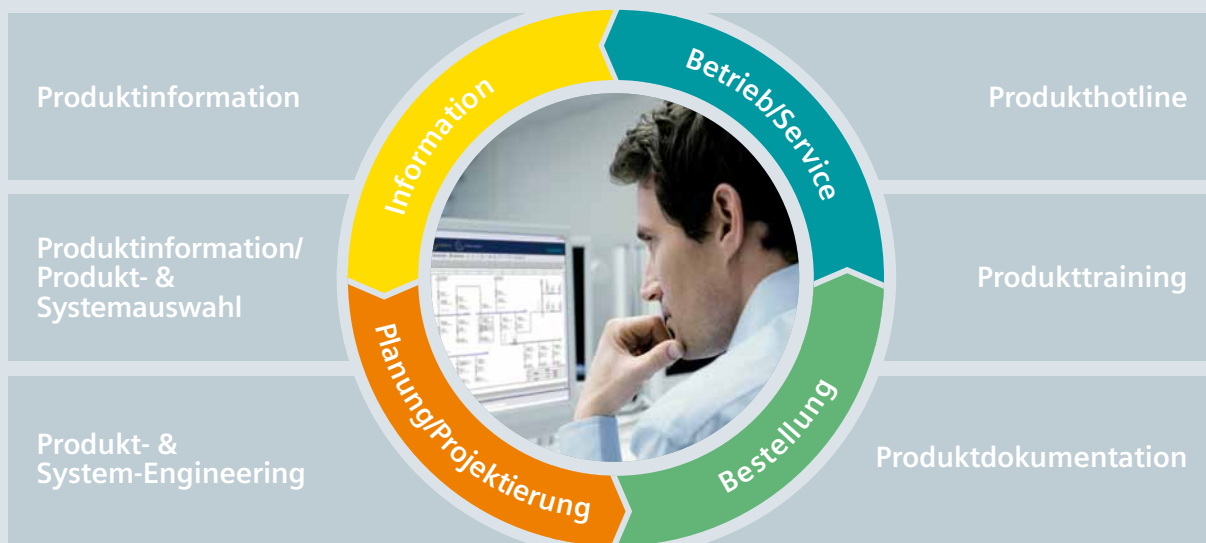 Produktinformation
Produktinformation/
Produkt- &
Systemauswahl
Produkt- &
System-Engineering
Information
Betrieb/Service
Planung/Projektierung
Bestellung
Produkthotline
Produkttraining
Produktdokumentation